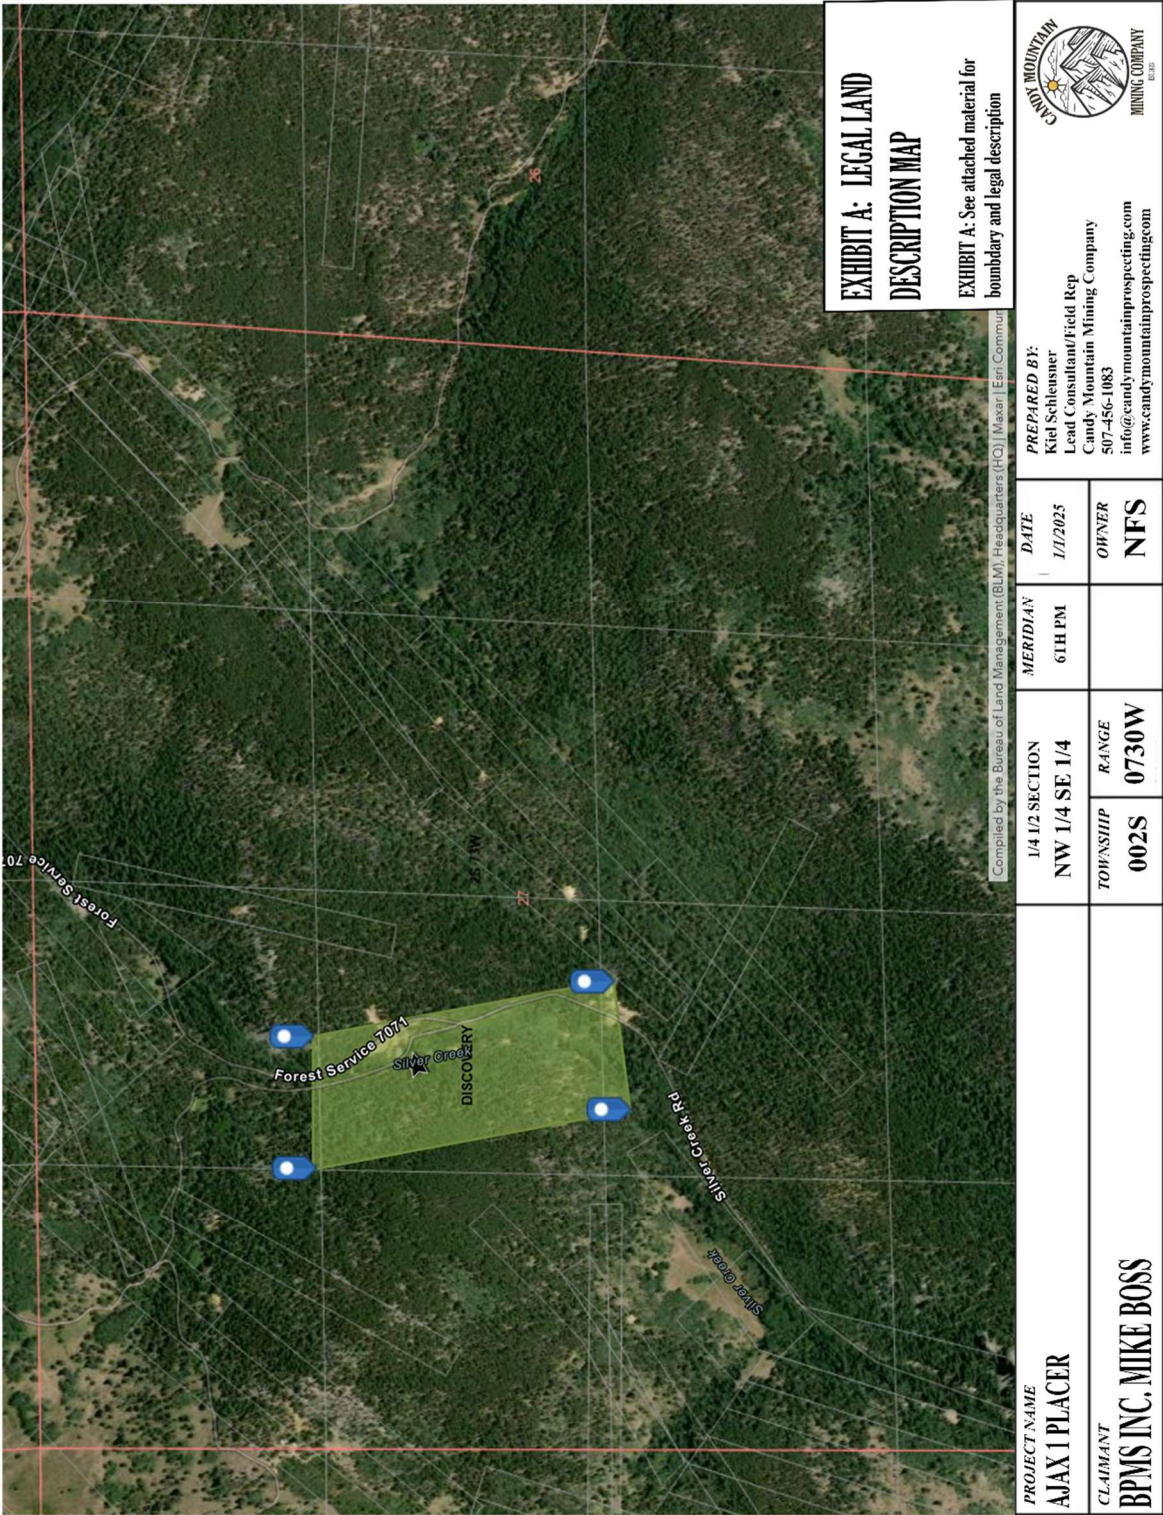 Forest Service 707
Forest Service 7071
Silver Creek
DISCOVERY
27
26
Silver Creek Rd
Silver Creek
Compiled by the Bureau of Land Management (BLM), Headquarters (HQ) | Maxar | Esri Commun
EXHIBIT A: LEGAL LAND
DESCRIPTION MAP
EXHIBIT A: See attached material for
bounbdary and legal description
PROJECT NAME
AJAX 1 PLACER
CLAIMANT
BPMS INC. MIKE BOSS
1/4 1/2 SECTION
NW 1/4 SE 1/4
TOWNSHIP
002S
RANGE
0730W
MERIDIAN
6TH PM
DATE
1/1/2025
OWNER
NFS
PREPARED BY:
Kiel Schleusner
Lead Consultant/Field Rep
Candy Mountain Mining Company
507-456-1083
info@candymountainprospecting.com
www.candymountainprospectingcom
CANDY MOUNTAIN
MINING COMPANY